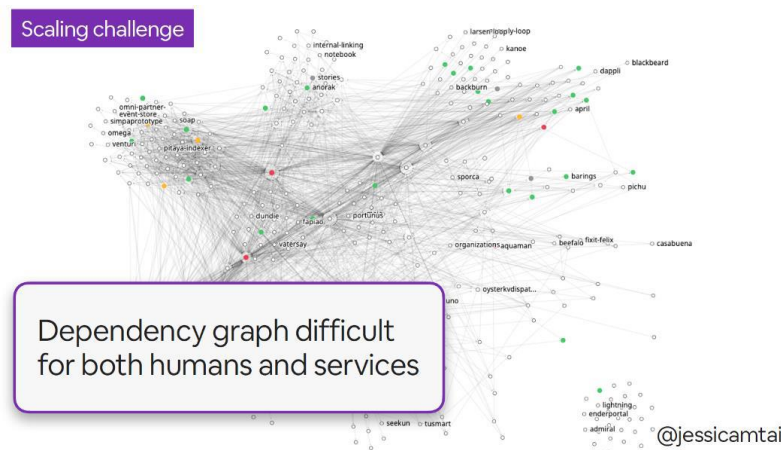 Scaling challenge
larsen looply-loop
internal-linking
notebook
kanoe
blackbeard
dappli
stories
anorak
backburn
omni-partner-
event-store
simpaprototype
soap
april
omega
venturi
pitaya-indexer
sporca
barings
pichu
dundie
fapiao
portunus
vatersay
organizations aquaman
beefalo
fixit-felix
casabuena
oysterkvdispat...
uno
Dependency graph difficult
for both humans and services
lightning
enderportal
seekun
tusmart
admiral
@jessicamtai